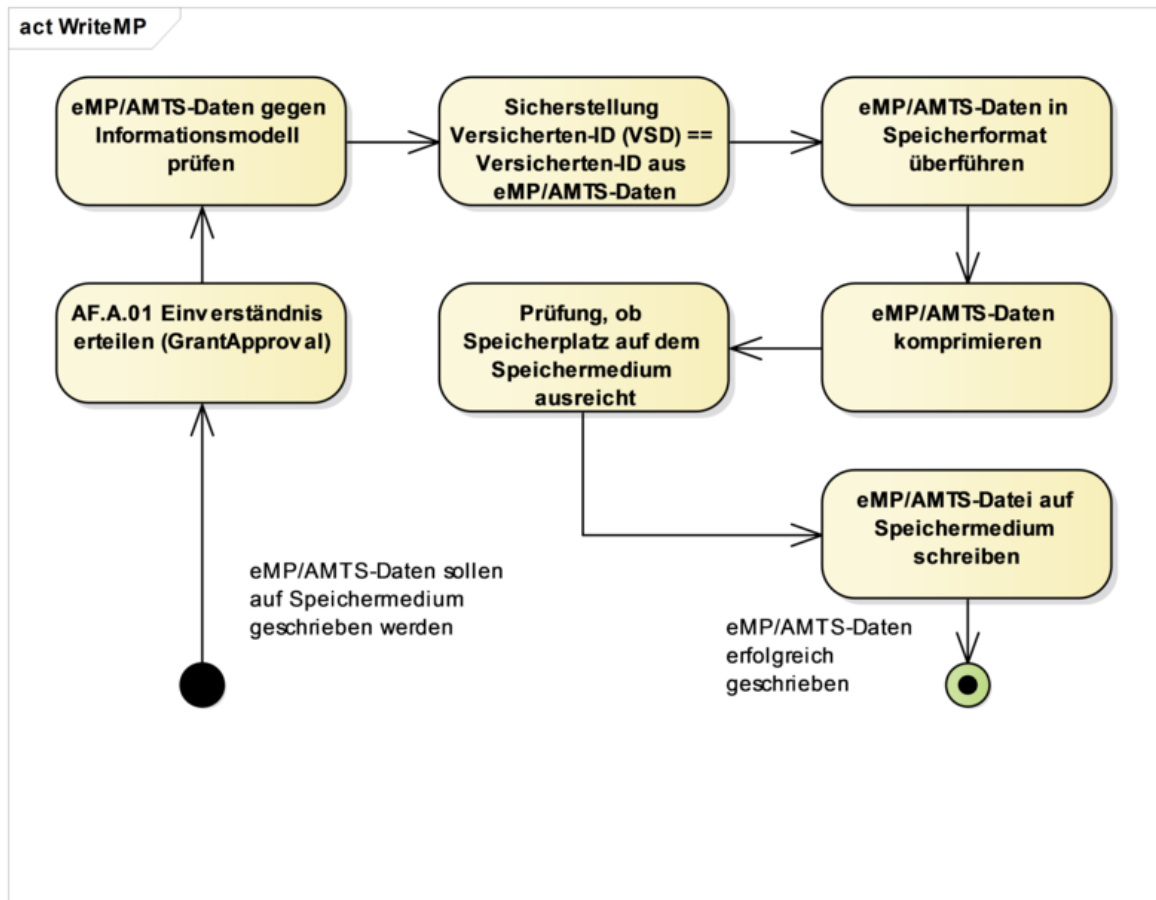 act WriteMP
eMP/AMTS-Daten gegen
Informationsmodell
prüfen
Sicherstellung
Versicherten-ID (VSD) ==
Versicherten-ID aus
eMP/AMTS-Daten
eMP/AMTS-Daten in
Speicherformat
überführen
AF.A.01 Einverständnis
erteilen (GrantApproval)
Prüfung, ob
Speicherplatz auf dem
Speichermedium
ausreicht
eMP/AMTS-Daten
komprimieren
eMP/AMTS-Datei auf
Speichermedium
schreiben
eMP/AMTS-Daten sollen
auf Speichermedium
geschrieben werden
eMP/AMTS-Daten
erfolgreich
geschrieben